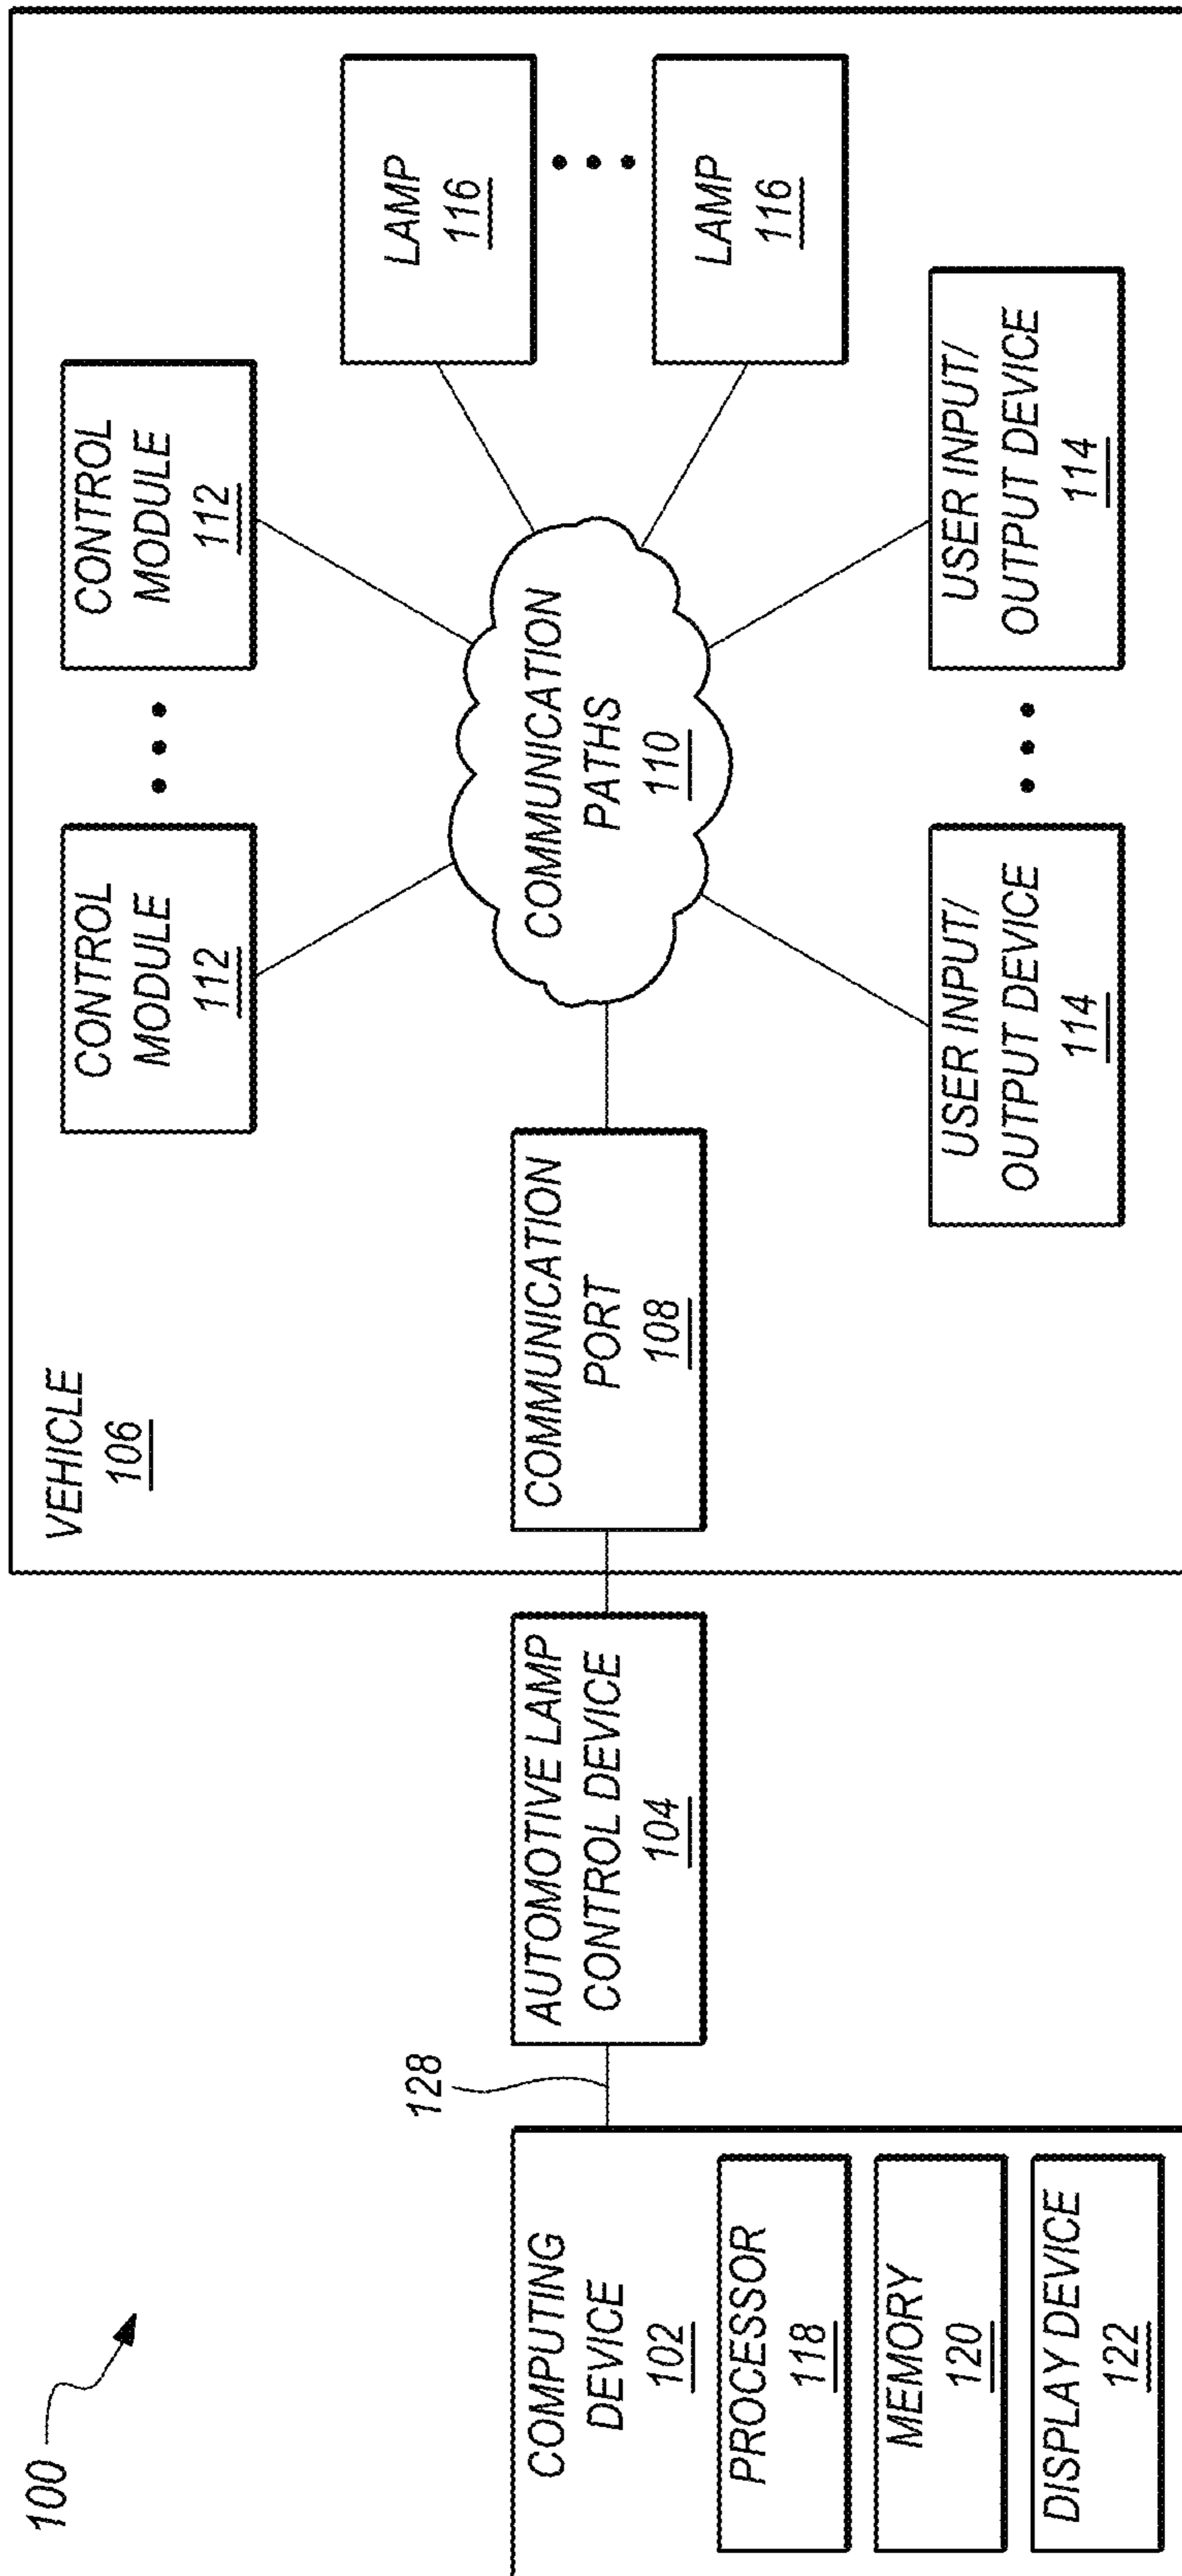 100
VEHICLE
106
CONTROL
MODULE
112
CONTROL
MODULE
112
LAMP
116
LAMP
116
COMMUNICATION
PATHS
110
COMMUNICATION
PORT
108
128
AUTOMOTIVE LAMP
CONTROL DEVICE
104
COMPUTING
DEVICE
102
PROCESSOR
118
MEMORY
120
DISPLAY DEVICE
122
USER INPUT/
OUTPUT DEVICE
114
USER INPUT/
OUTPUT DEVICE
114